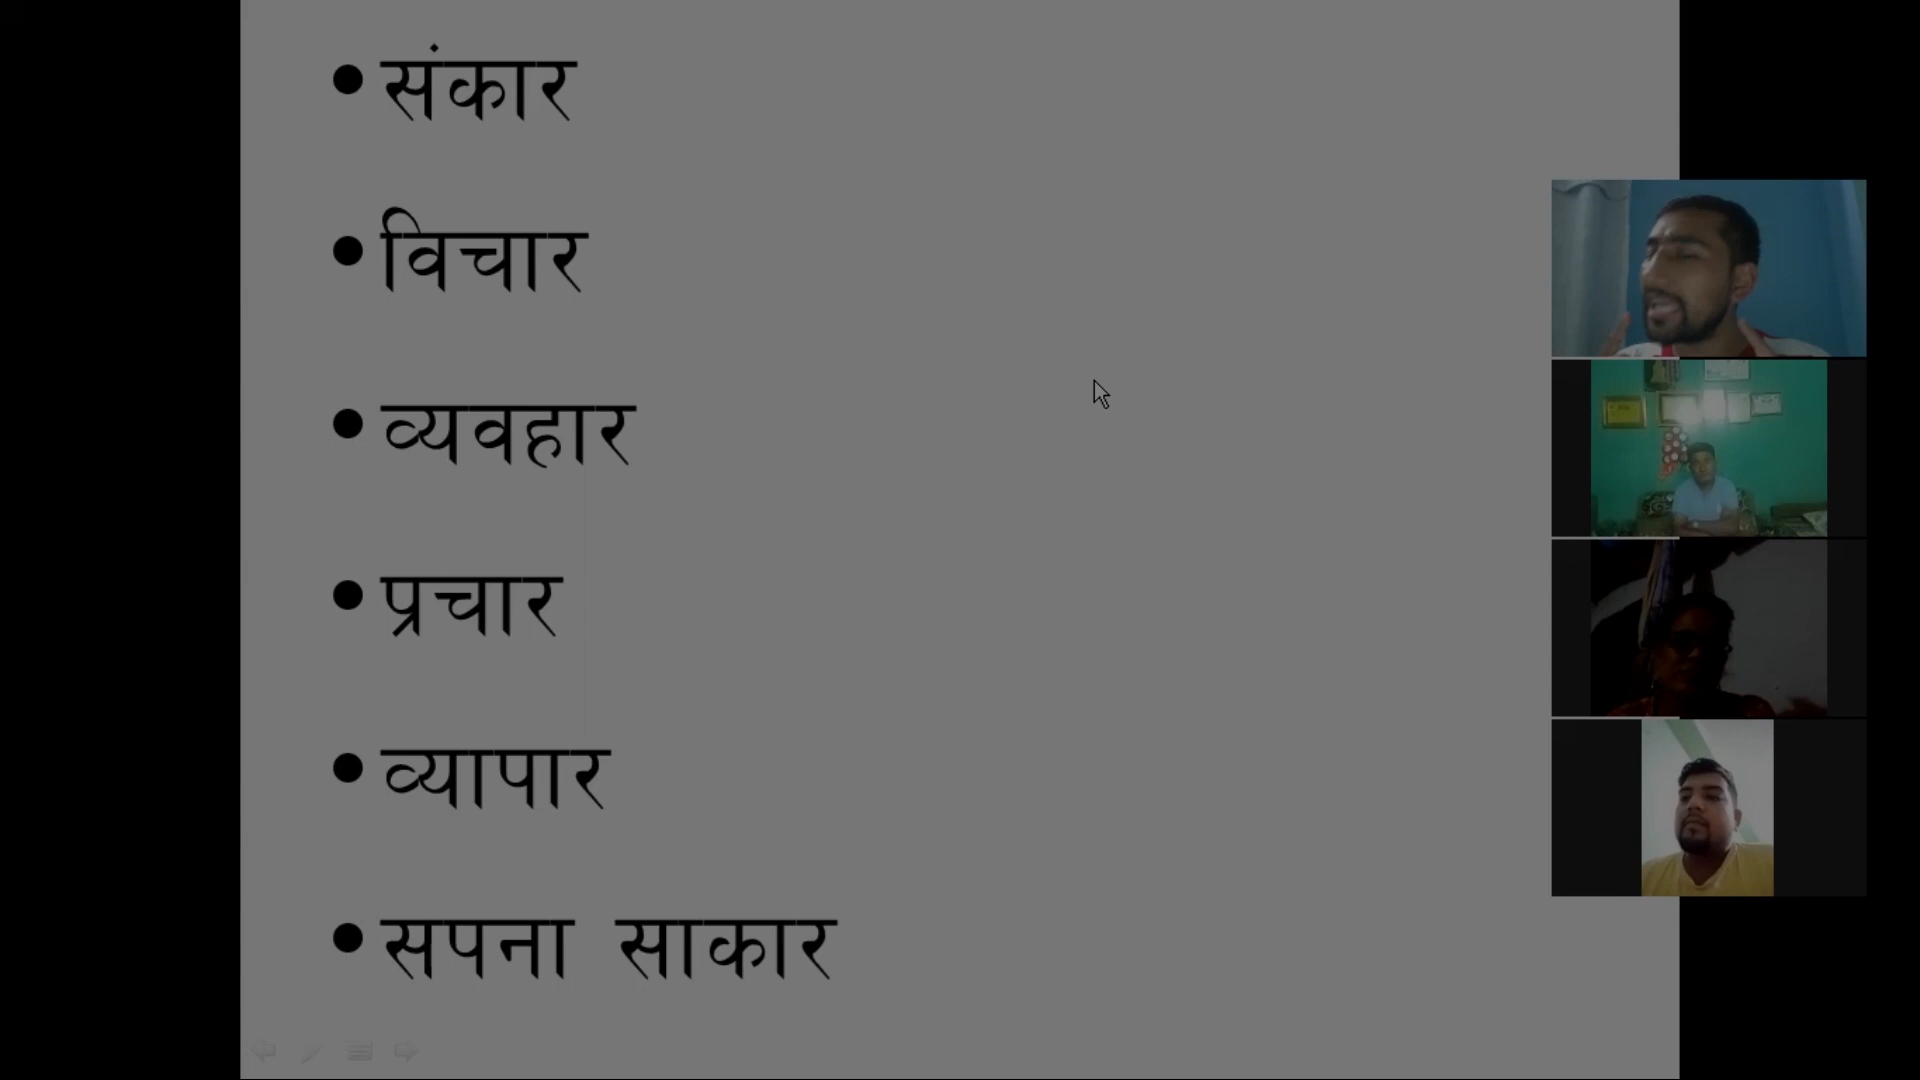 • संकार
• विचार
• व्यवहार
• प्रचार
• व्यापार
• सपना साकार